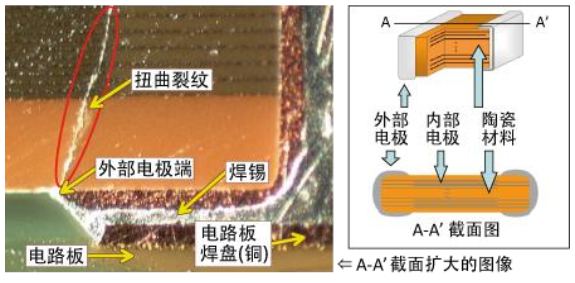 扭曲裂纹
外部电极端
焊锡
电路板
焊盘(铜)
电路板
A
A'
外部
电极
内部
电极
陶瓷
材料
A-A' 截面图
⇐ A-A' 截面扩大的图像